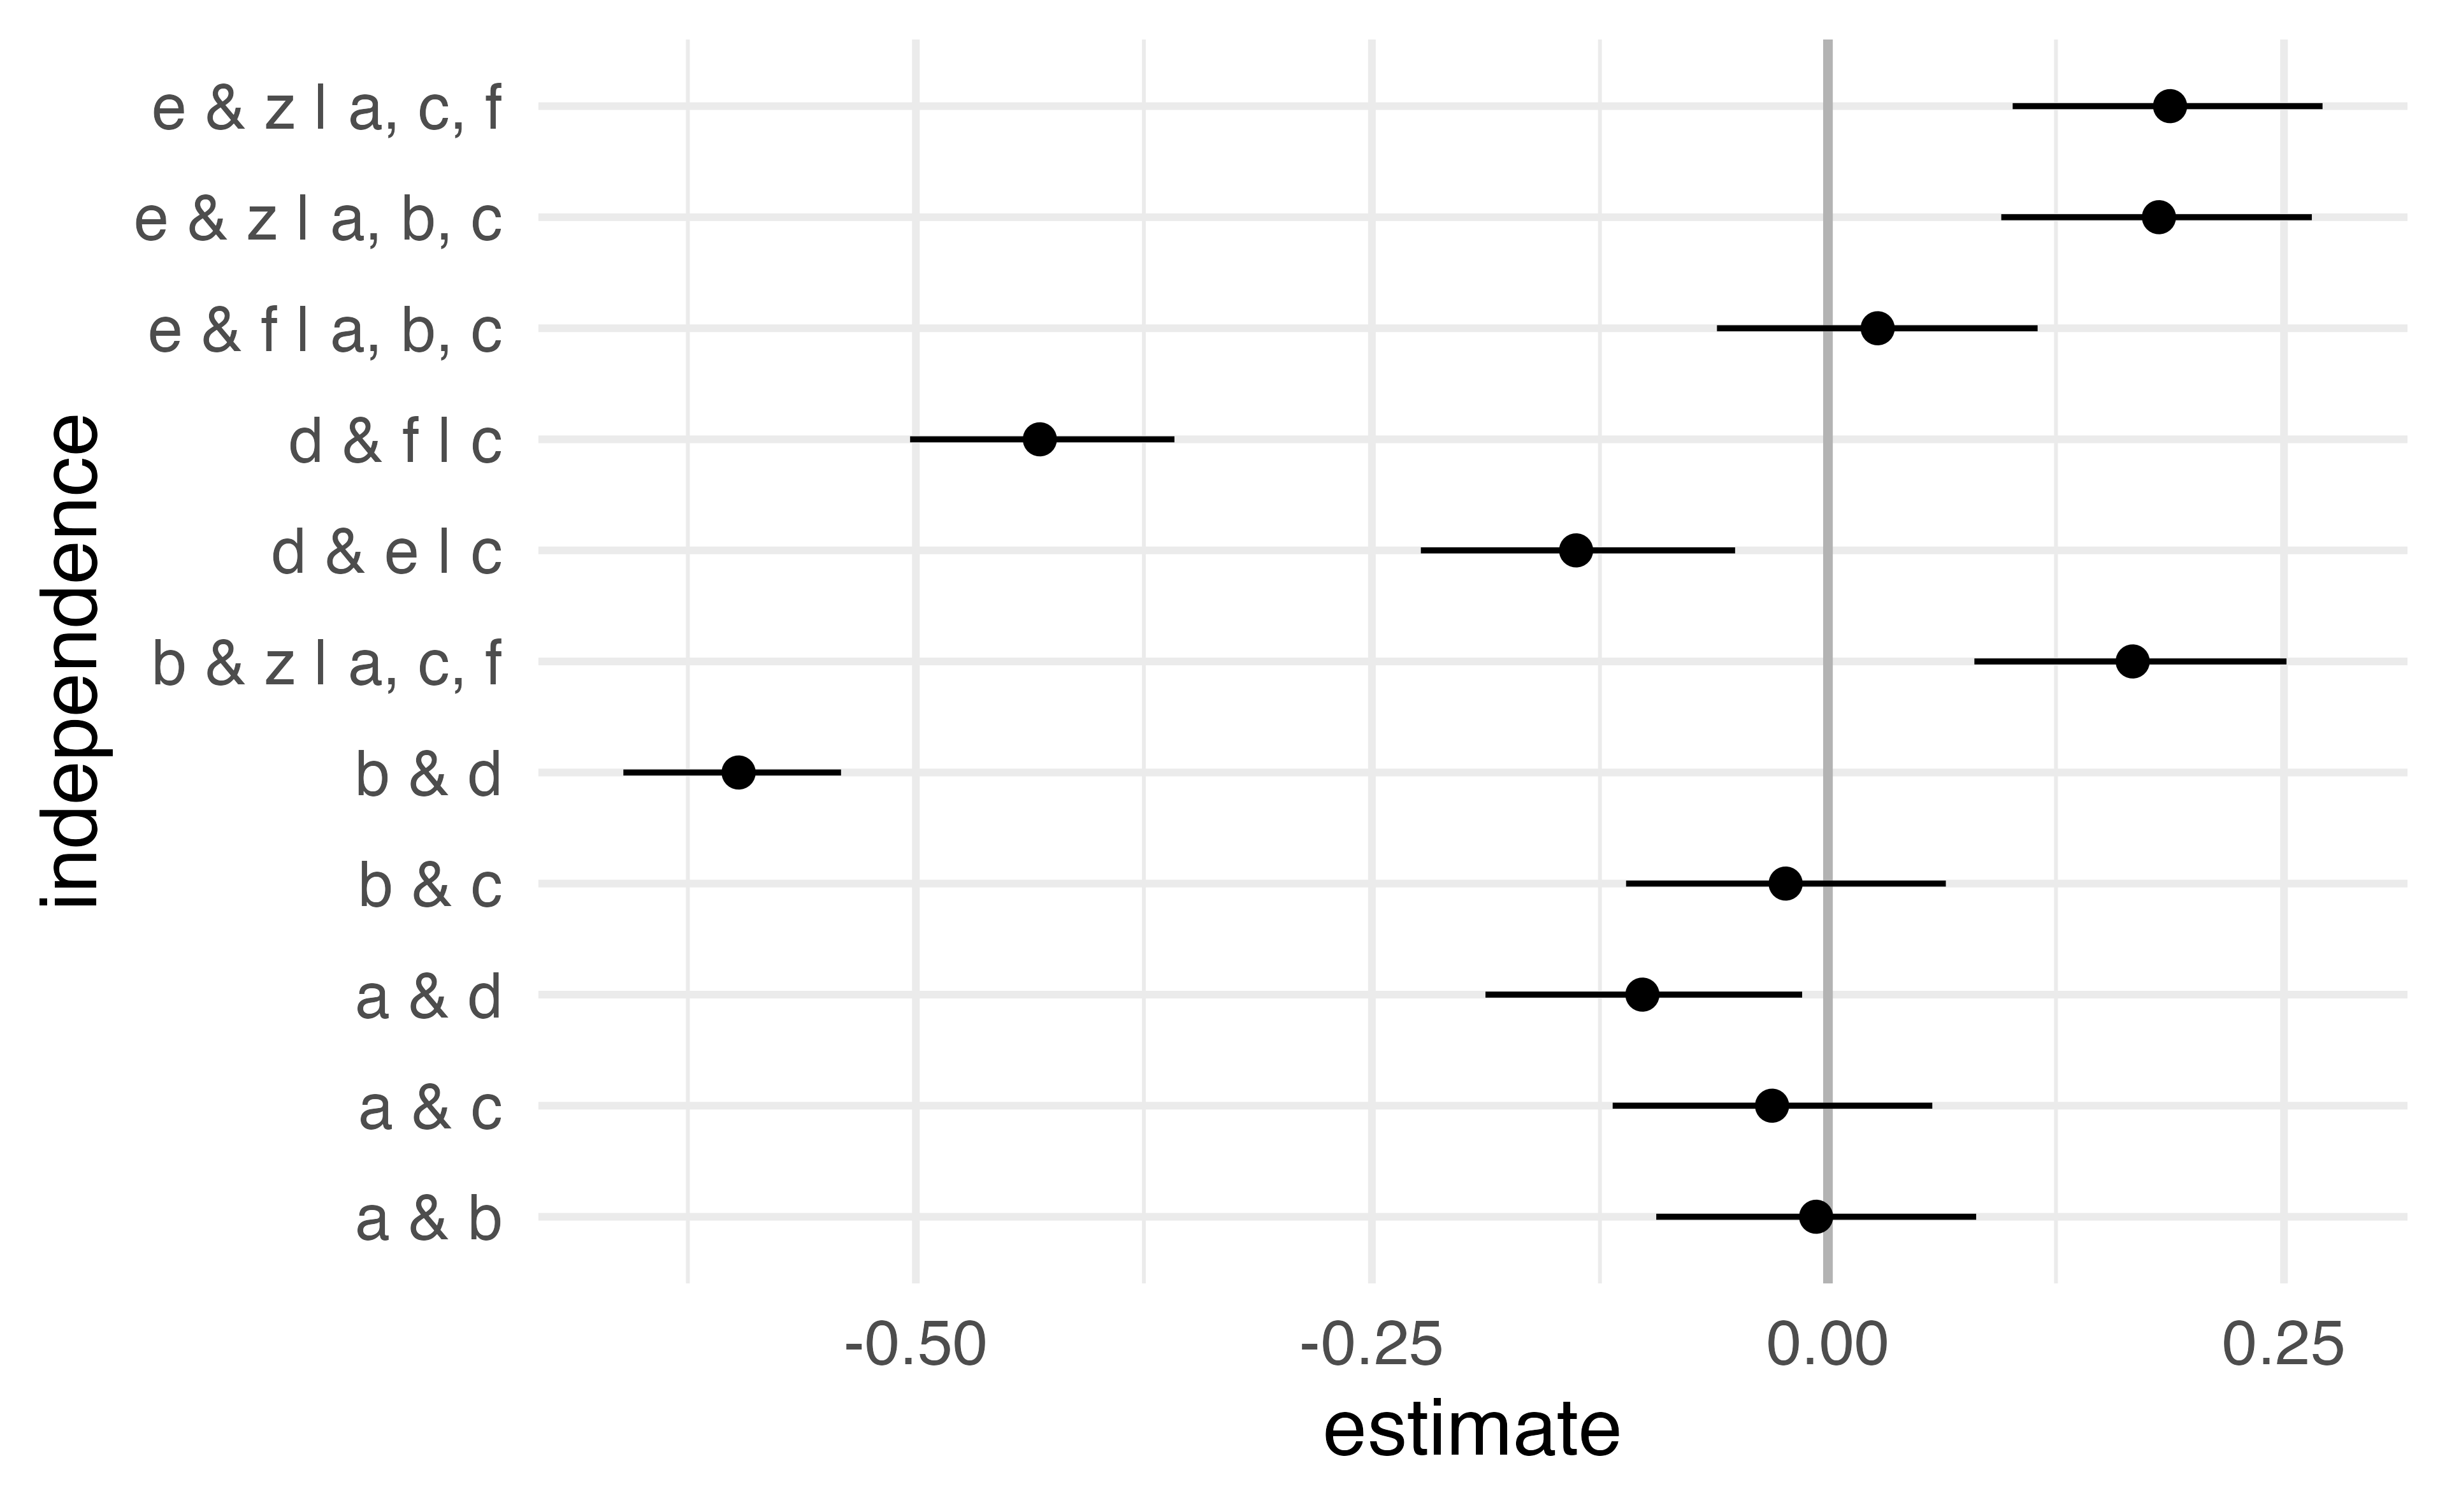 independence
e & z | a, c, f
e & z | a, b, c
e & f | a, b, c
d & f | c
d & e | c
b & z | a, c, f
b & d
b & c
a & d
a & c
a & b
-0.50 -0.25 0.00 0.25
estimate